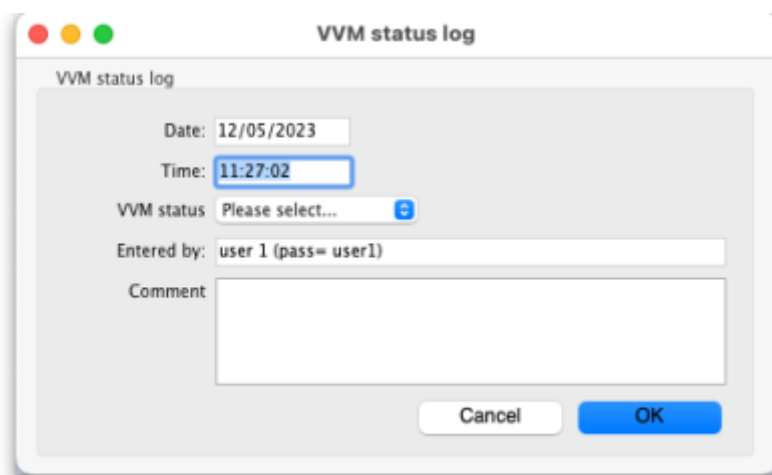 VVM status log
VVM status log
Date: 12/05/2023
Time: 11:27:02
VVM status Please select...
Entered by: user 1 (pass= user1)
Comment
Cancel OK